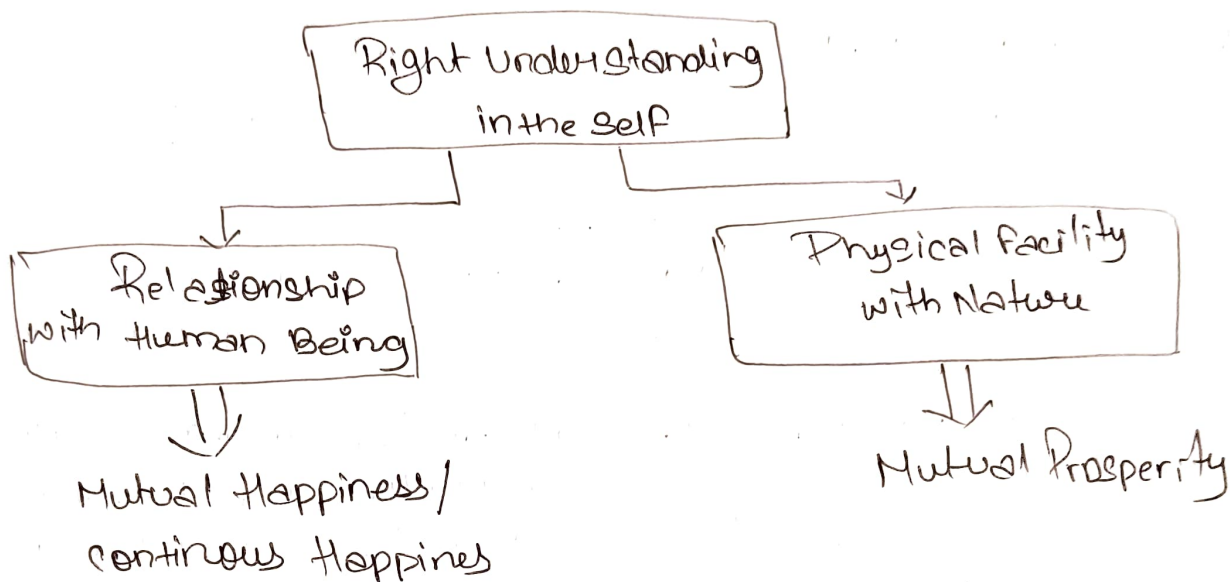 Right Understanding
in the Self
Relationship
with Human Being
Physical Facility
with Nature
Mutual Happiness/
continous Happines
Mutual Prosperity